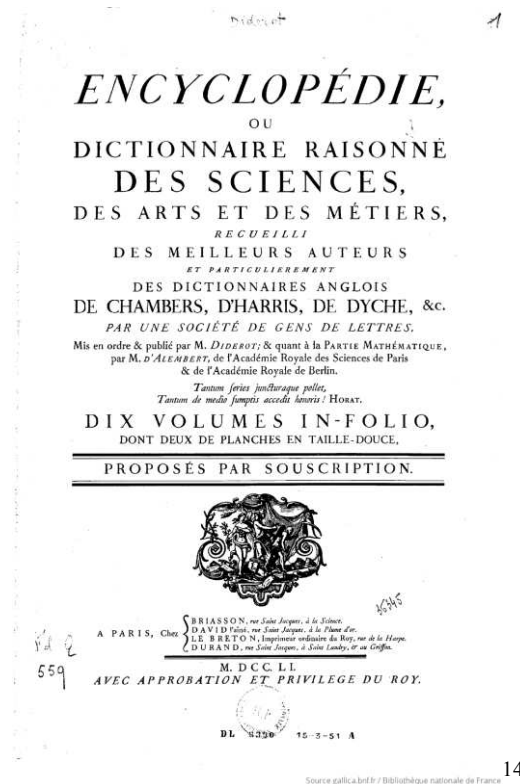 Diderot
1
ENCYCLOPÉDIE,
OU
DICTIONNAIRE RAISONNÉ
DES SCIENCES,
DES ARTS ET DES MÉTIERS,
RECUEILLI
DES MEILLEURS AUTEURS
ET PARTICULIEREMENT
DES DICTIONNAIRES ANGLOIS
DE CHAMBERS, D'HARRIS, DE DYCHE, &c.
PAR UNE SOCIÉTÉ DE GENS DE LETTRES.
Mis en ordre & publié par M. DIDEROT; & quant à la PARTIE MATHÉMATIQUE,
par M. D'ALEMBERT, de l'Académie Royale des Sciences de Paris
& de l'Académie Royale de Berlin.
Tantum series juncturaque pollet,
Tantum de medio sumptis accedit honoris! HORAT.
DIX VOLUMES IN-FOLIO,
DONT DEUX DE PLANCHES EN TAILLE-DOUCE,
PROPOSÉS PAR SOUSCRIPTION.
36345
A PARIS, Chez
BRIASSON, rue Saint Jacques, à la Science.
DAVID l'aîné, rue Saint Jacques, à la Plume d'or.
LE BRETON, Imprimeur ordinaire du Roy, rue de la Harpe.
DURAND, rue Saint Jacques, à Saint Landry, & au Griffon.
559
M. DCC. LI.
AVEC APPROBATION ET PRIVILEGE DU ROY.
DL 15-3-51 A
14
Source gallica.bnf.fr / Bibliothèque nationale de France